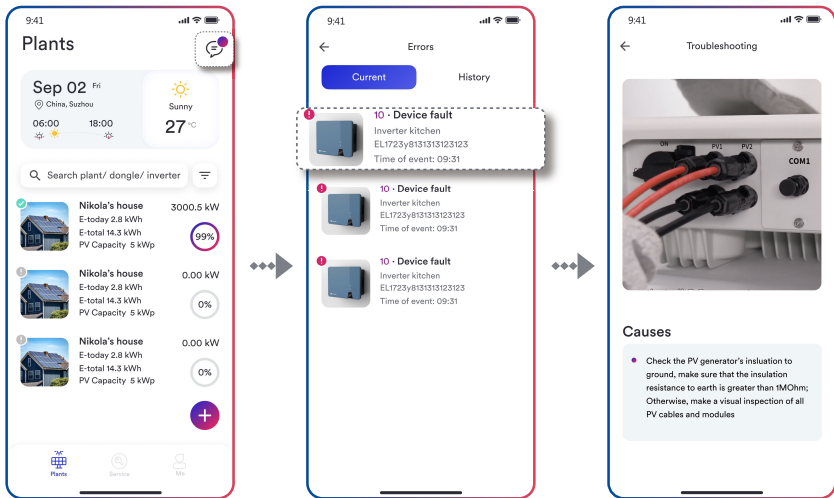 9:41
Plants
Sep 02 Fri
China, Suzhou
06:00 18:00
Sunny
27 °C
Search plant/ dongle/ inverter
Nikola's house 3000.5 kW
E-today 2.8 kWh
E-total 14.3 kWh
PV Capacity 5 kWp
99%
Nikola's house 0.00 kW
E-today 2.8 kWh
E-total 14.3 kWh
PV Capacity 5 kWp
0%
Nikola's house 0.00 kW
E-today 2.8 kWh
E-total 14.3 kWh
PV Capacity 5 kWp
0%
Plants Service Me
9:41
Errors
Current History
10 · Device fault
Inverter kitchen
EL1723y8131313123123
Time of event: 09:31
10 · Device fault
Inverter kitchen
EL1723y8131313123123
Time of event: 09:31
10 · Device fault
Inverter kitchen
EL1723y8131313123123
Time of event: 09:31
9:41
Troubleshooting
ON PV1 PV2
COM1
Causes
Check the PV generator's insluation to
ground, make sure that the insulation
resistance to earth is greater than 1MOhm;
Otherwise, make a visual inspection of all
PV cables and modules